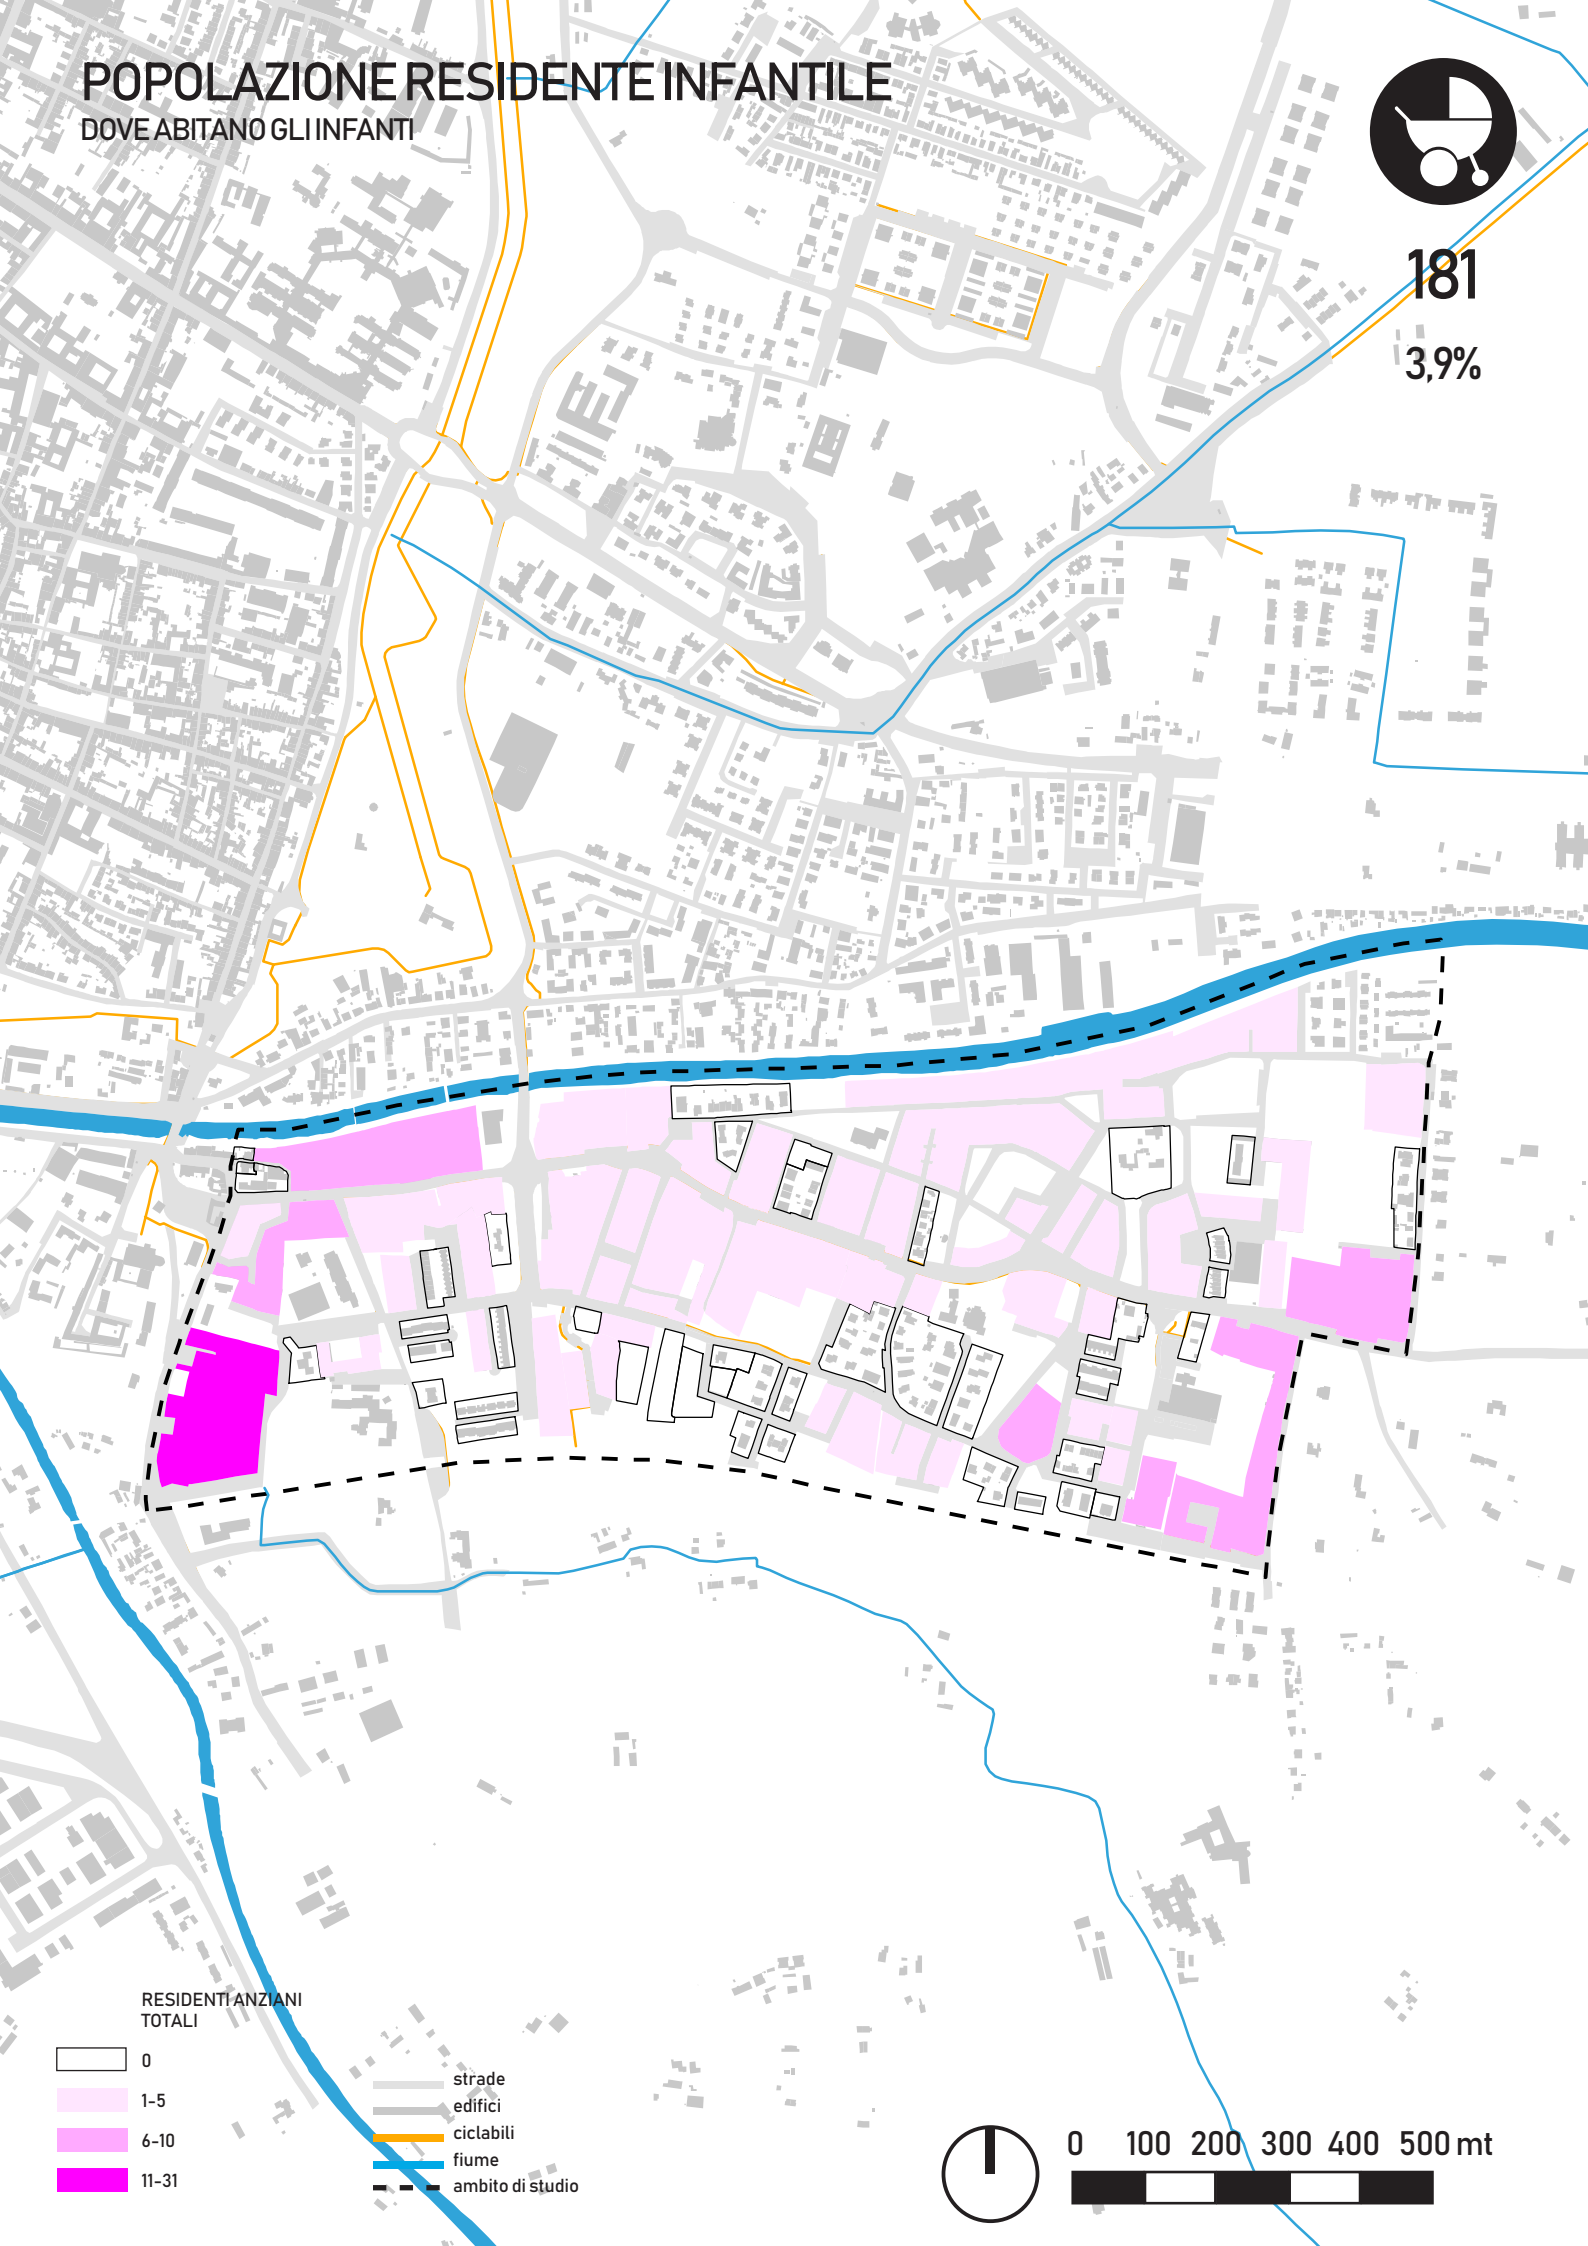 POPOLAZIONE RESIDENTE INFANTILE
DOVE ABITANO GLI INFANTI
181
3,9%
RESIDENTI ANZIANI
TOTALI
0
1-5
6-10
11-31
strade
edifici
ciclabili
fiume
ambito di studio
0 100 200 300 400 500 mt